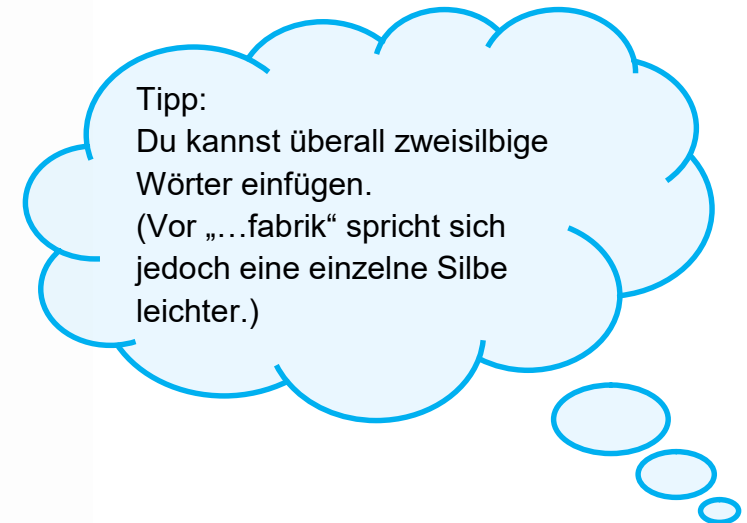 Tipp:
Du kannst überall zweisilbige
Wörter einfügen.
(Vor „…fabrik“ spricht sich
jedoch eine einzelne Silbe
leichter.)